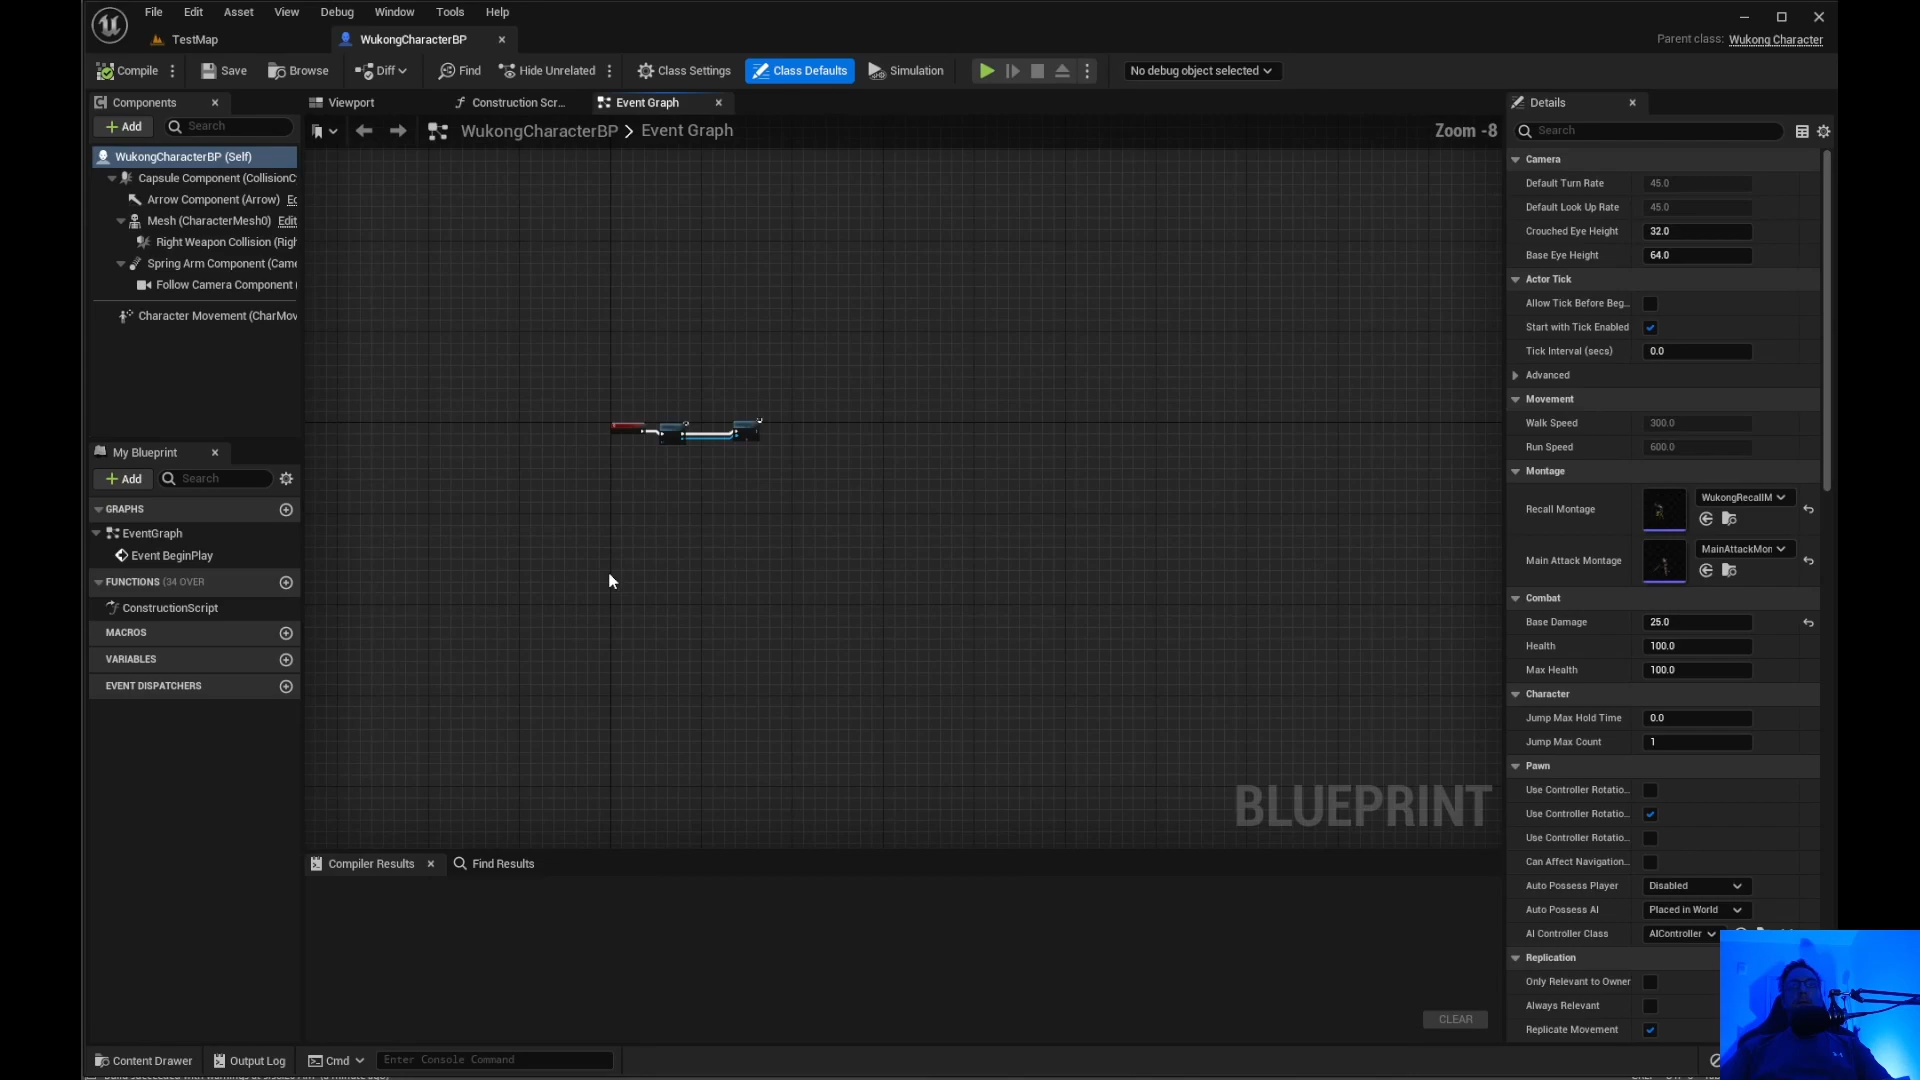 File Edit Asset View Debug Window Tools Help
TestMap
WukongCharacterBP
Parent class: Wukong Character
Compile Save Browse Diff Find Hide Unrelated Class Settings Class Defaults Simulation No debug object selected
Components
Viewport
Construction Scr...
Event Graph
Details
Add
Search
WukongCharacterBP > Event Graph
Zoom -8
Search
WukongCharacterBP (Self)
Capsule Component (CollisionC
Arrow Component (Arrow)
Mesh (CharacterMesh0) Edit
Right Weapon Collision (Righ
Spring Arm Component (Came
Follow Camera Component (
Character Movement (CharMov
My Blueprint
Add
Search
GRAPHS
EventGraph
Event BeginPlay
FUNCTIONS (34 OVER
ConstructionScript
MACROS
VARIABLES
EVENT DISPATCHERS
BLUEPRINT
Compiler Results
Find Results
CLEAR
Camera
Default Turn Rate 45.0
Default Look Up Rate 45.0
Crouched Eye Height 32.0
Base Eye Height 64.0
Actor Tick
Allow Tick Before Beg...
Start with Tick Enabled
Tick Interval (secs) 0.0
Advanced
Movement
Walk Speed 300.0
Run Speed 600.0
Montage
Recall Montage WukongRecallM
Main Attack Montage MainAttackMon
Combat
Base Damage 25.0
Health 100.0
Max Health 100.0
Character
Jump Max Hold Time 0.0
Jump Max Count 1
Pawn
Use Controller Rotatio...
Use Controller Rotatio...
Use Controller Rotatio...
Can Affect Navigation...
Auto Possess Player Disabled
Auto Possess AI Placed in World
AI Controller Class AIController
Replication
Only Relevant to Owner
Always Relevant
Replicate Movement
Content Drawer Output Log Cmd Enter Console Command